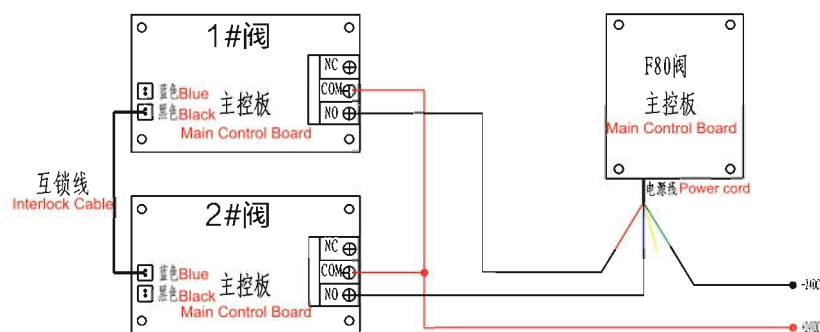 1#阀
NC
COM
NO
蓝色Blue
黑色Black
主控板
Main Control Board
F80阀
主控板
Main Control Board
互锁线
Interlock Cable
电源线Power cord
2#阀
NC
COM
NO
蓝色Blue
黑色Black
主控板
Main Control Board